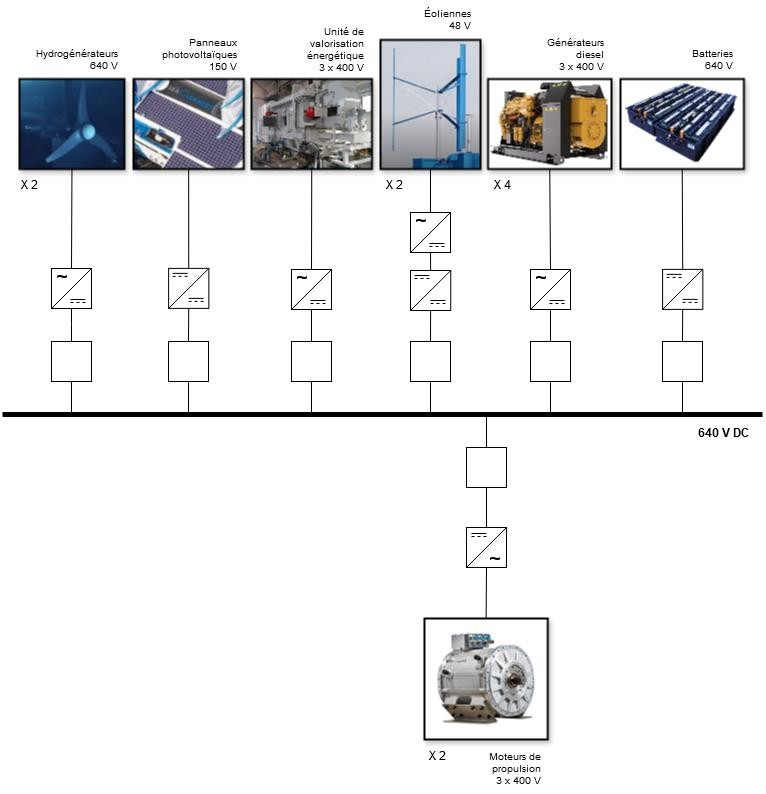 Hydrogénérateurs
640 V
Panneaux
photovoltaïques
150 V
Unité de
valorisation
énergétique
3 x 400 V
Éoliennes
48 V
Générateurs
diesel
3 x 400 V
Batteries
640 V
X 2
X 2
X 4
640 V DC
X 2
Moteurs de
propulsion
3 x 400 V